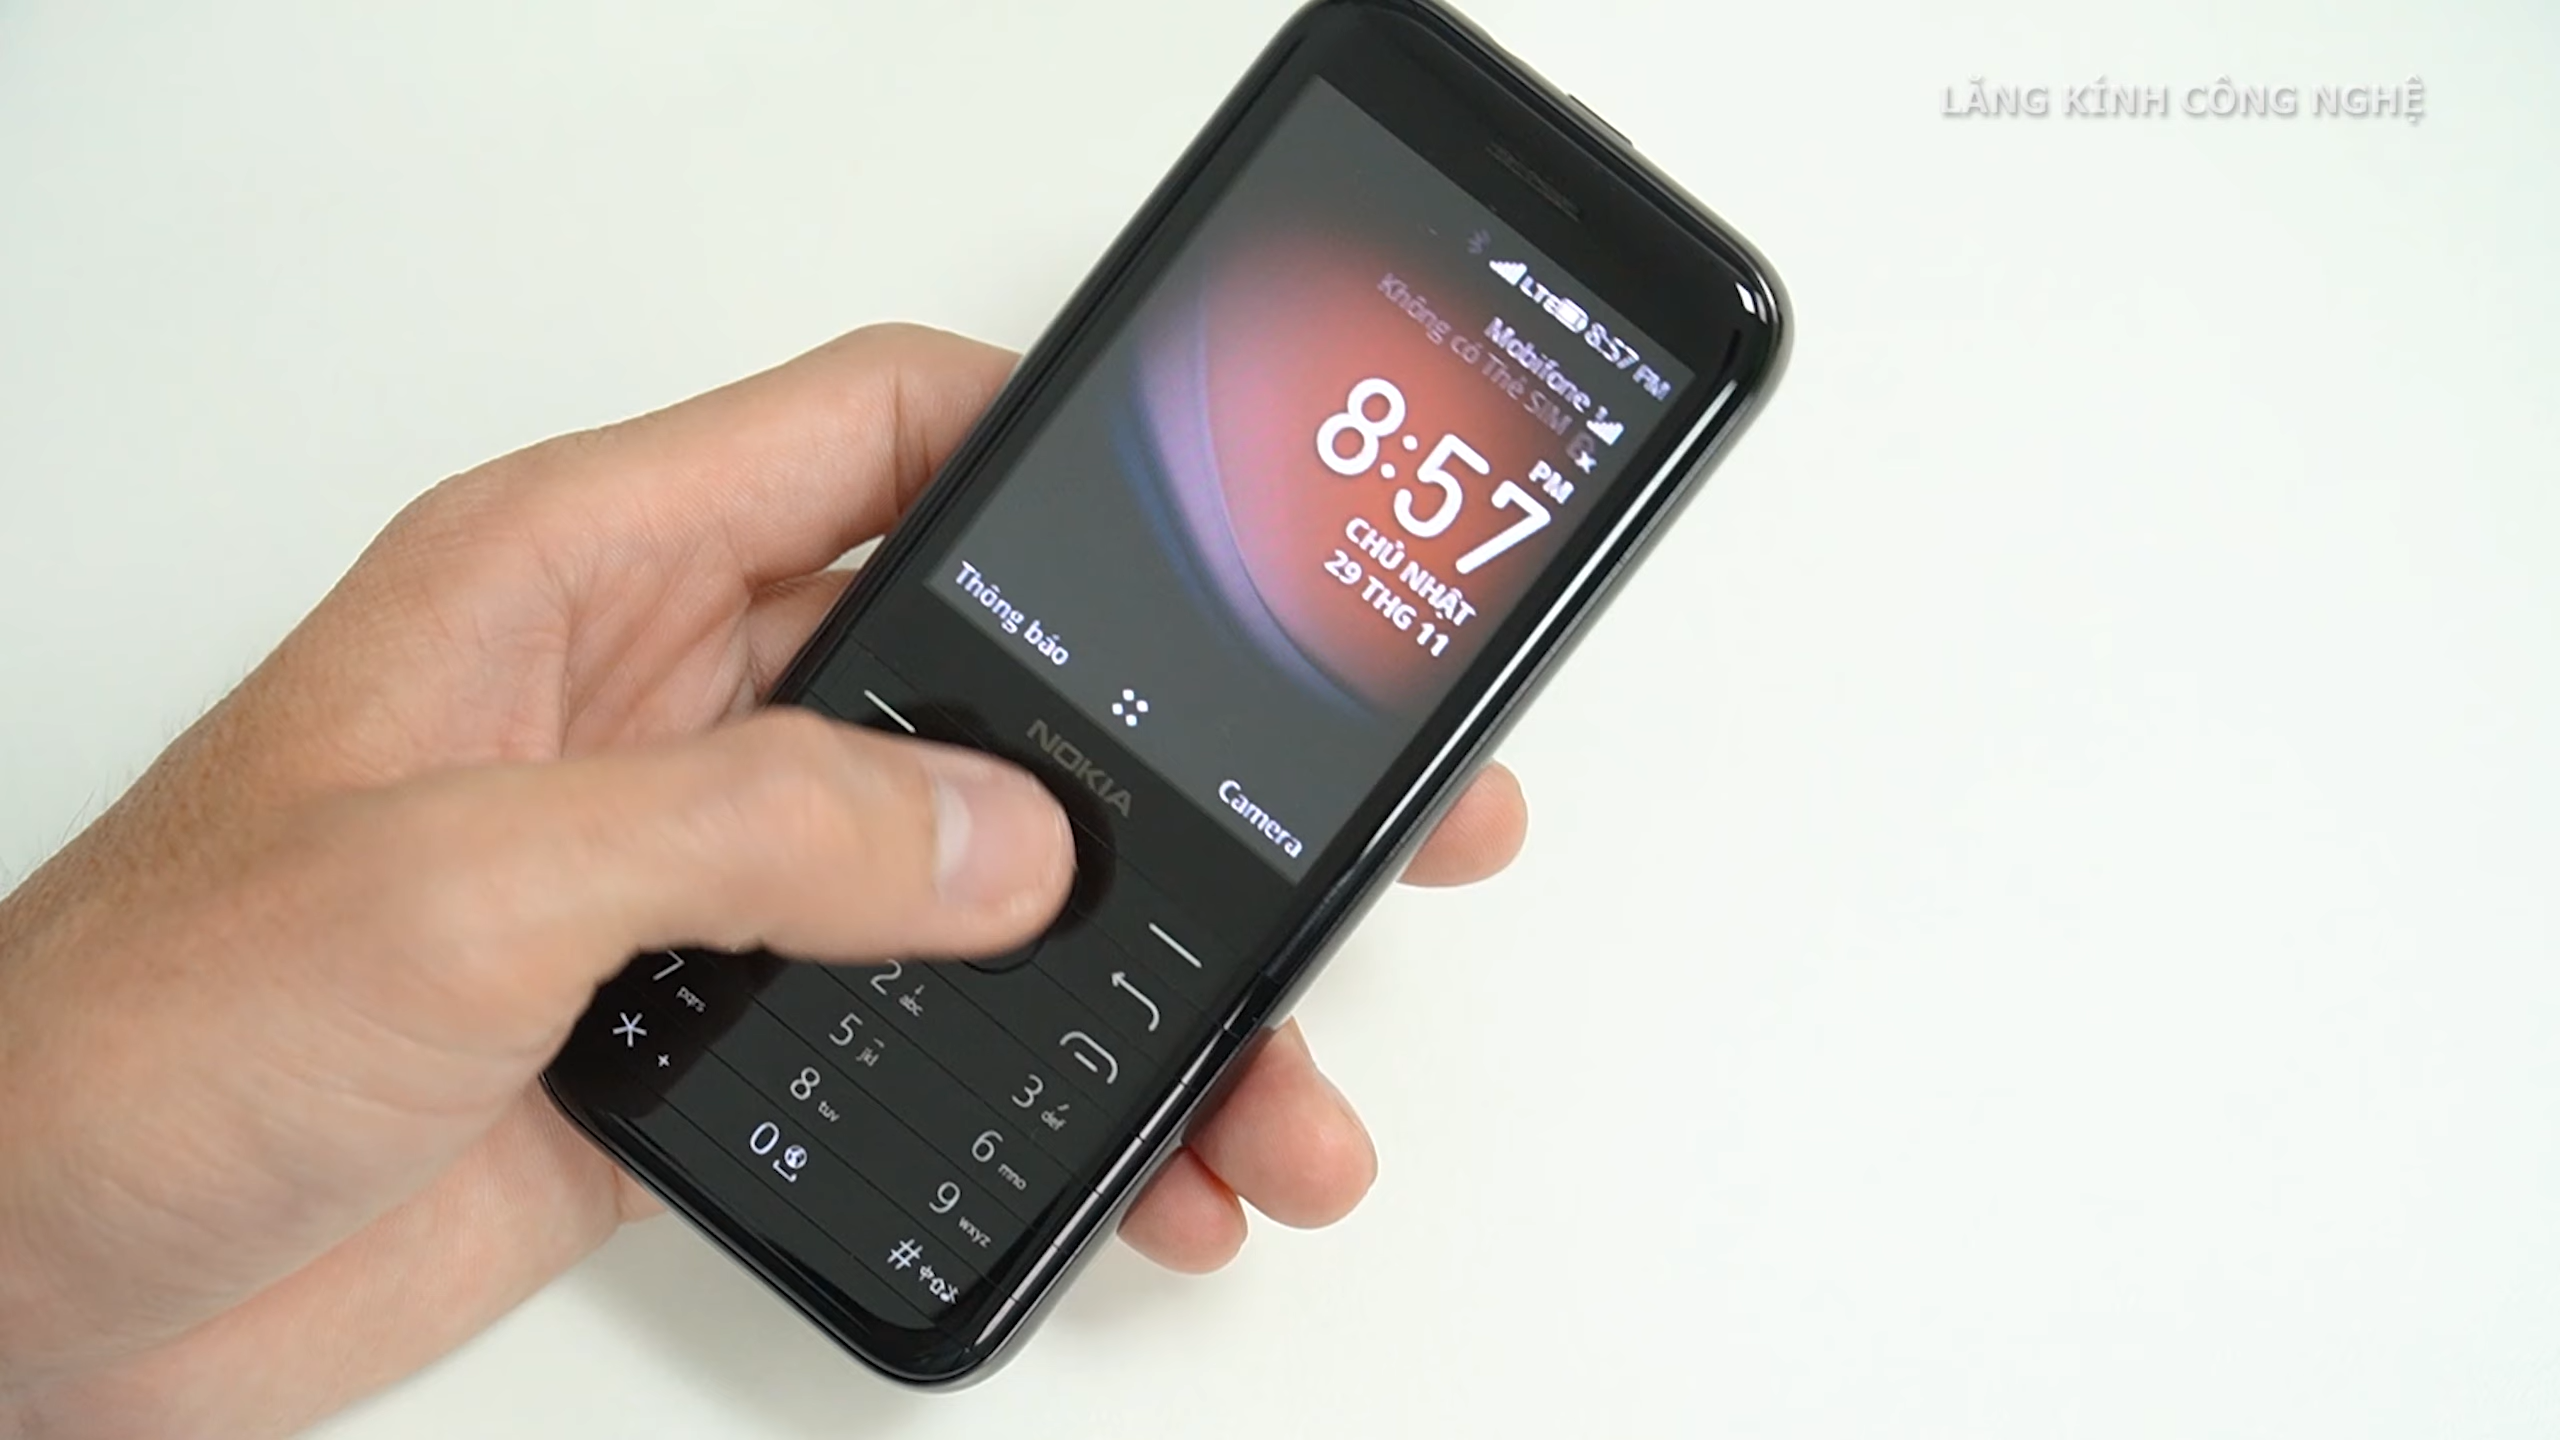 LĂNG KÍNH CÔNG NGHỆ
LTE 8:57 PM
Mobifone 1
Không có Thẻ SIM
PM
8:57
CHỦ NHẬT
29 THG 11
Thông báo
Camera
NOKIA
2 abc
3 def
5 jkl
6 mno
7 pqrs
8 tuv
9 wxyz
* +
0
#